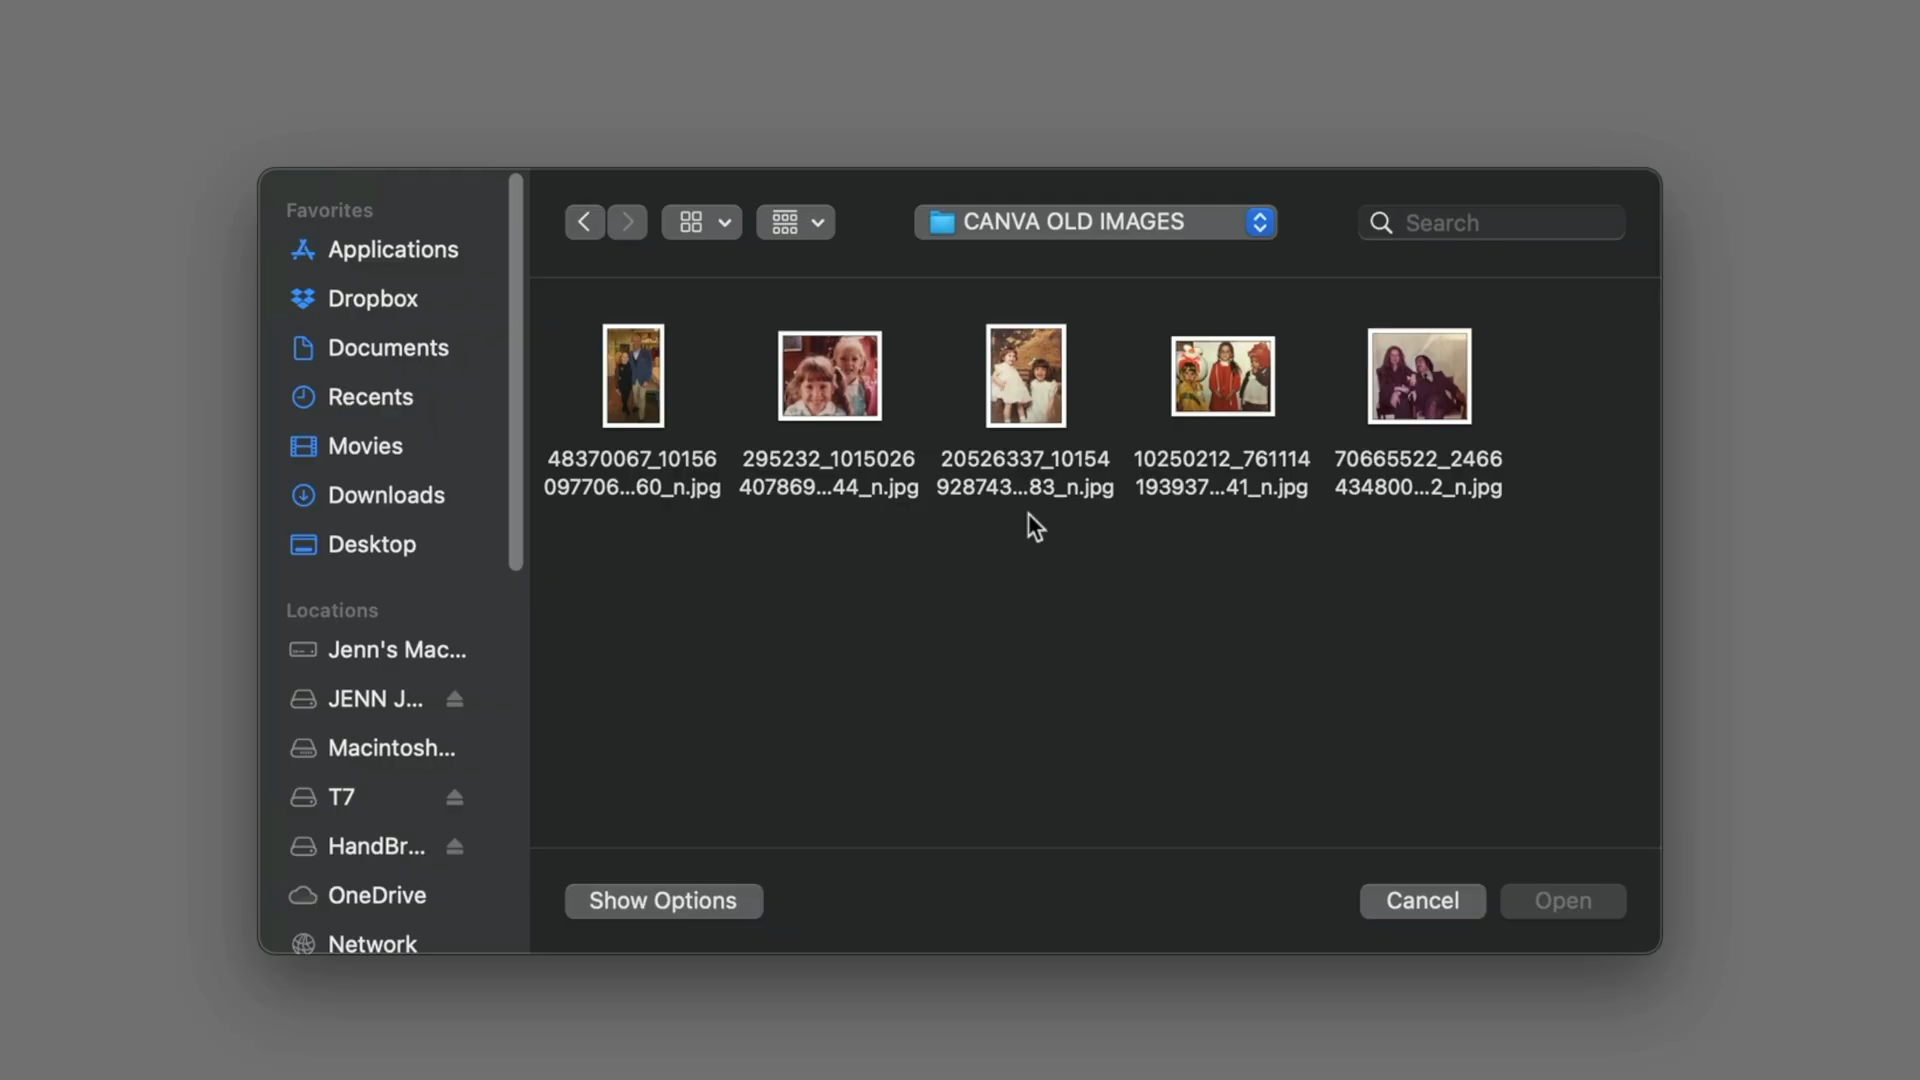 Favorites
Applications
Dropbox
Documents
Recents
Movies
Downloads
Desktop
Locations
Jenn's Mac...
JENN J...
Macintosh...
T7
HandBr...
OneDrive
Network
CANVA OLD IMAGES
Search
48370067_10156
097706...60_n.jpg
295232_1015026
407869...44_n.jpg
20526337_10154
928743...83_n.jpg
10250212_761114
193937...41_n.jpg
70665522_2466
434800...2_n.jpg
Show Options
Cancel
Open